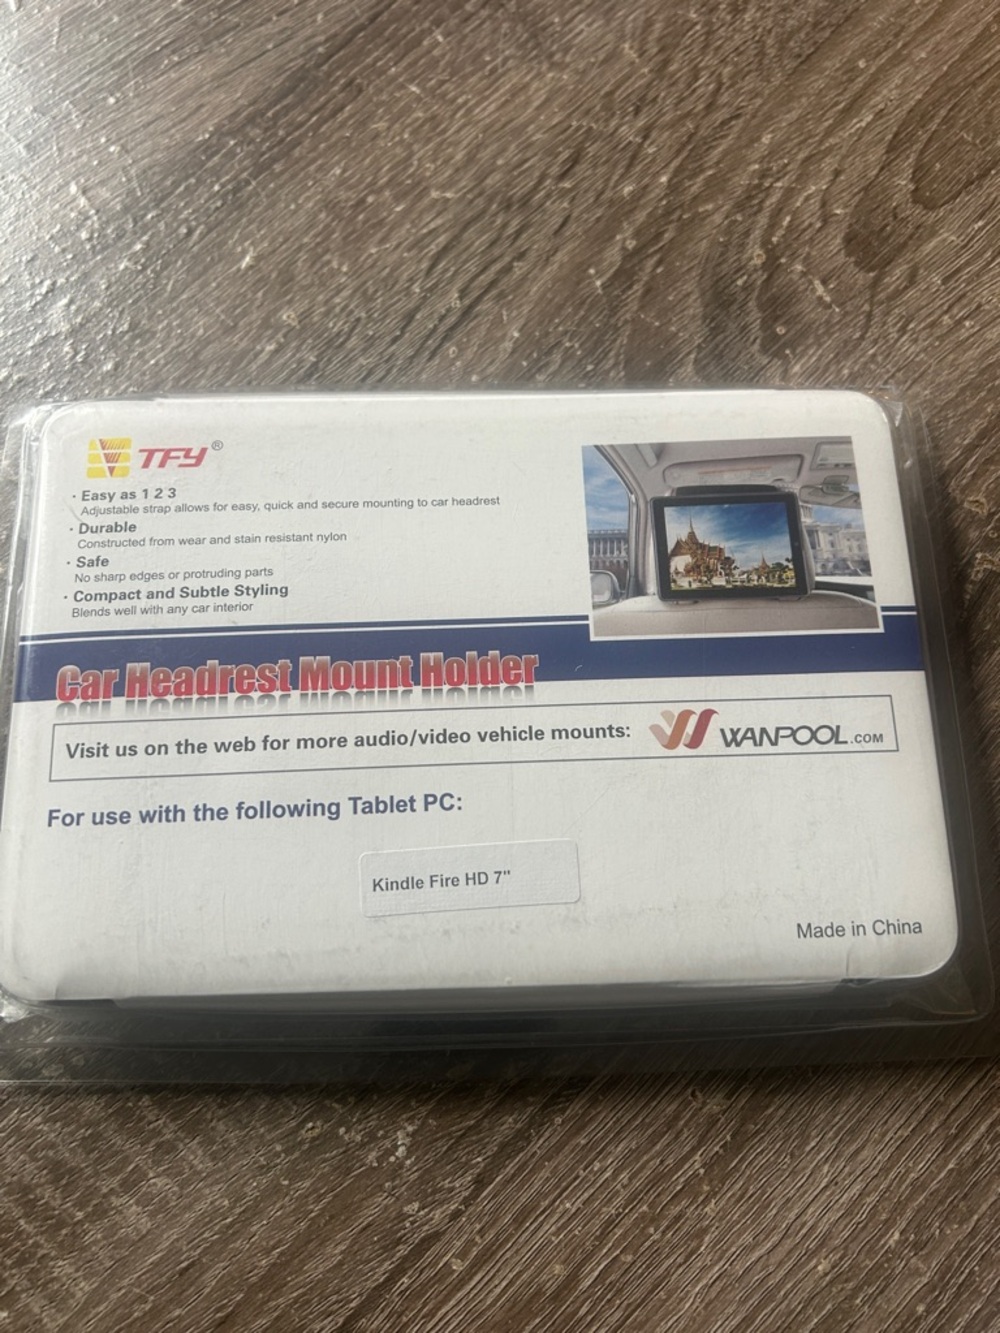 TFY®
· Easy as 1 2 3
Adjustable strap allows for easy, quick and secure mounting to car headrest
· Durable
Constructed from wear and stain resistant nylon
· Safe
No sharp edges or protruding parts
· Compact and Subtle Styling
Blends well with any car interior
Car Headrest Mount Holder
Visit us on the web for more audio/video vehicle mounts: WANPOOL.COM
For use with the following Tablet PC:
Kindle Fire HD 7"
Made in China